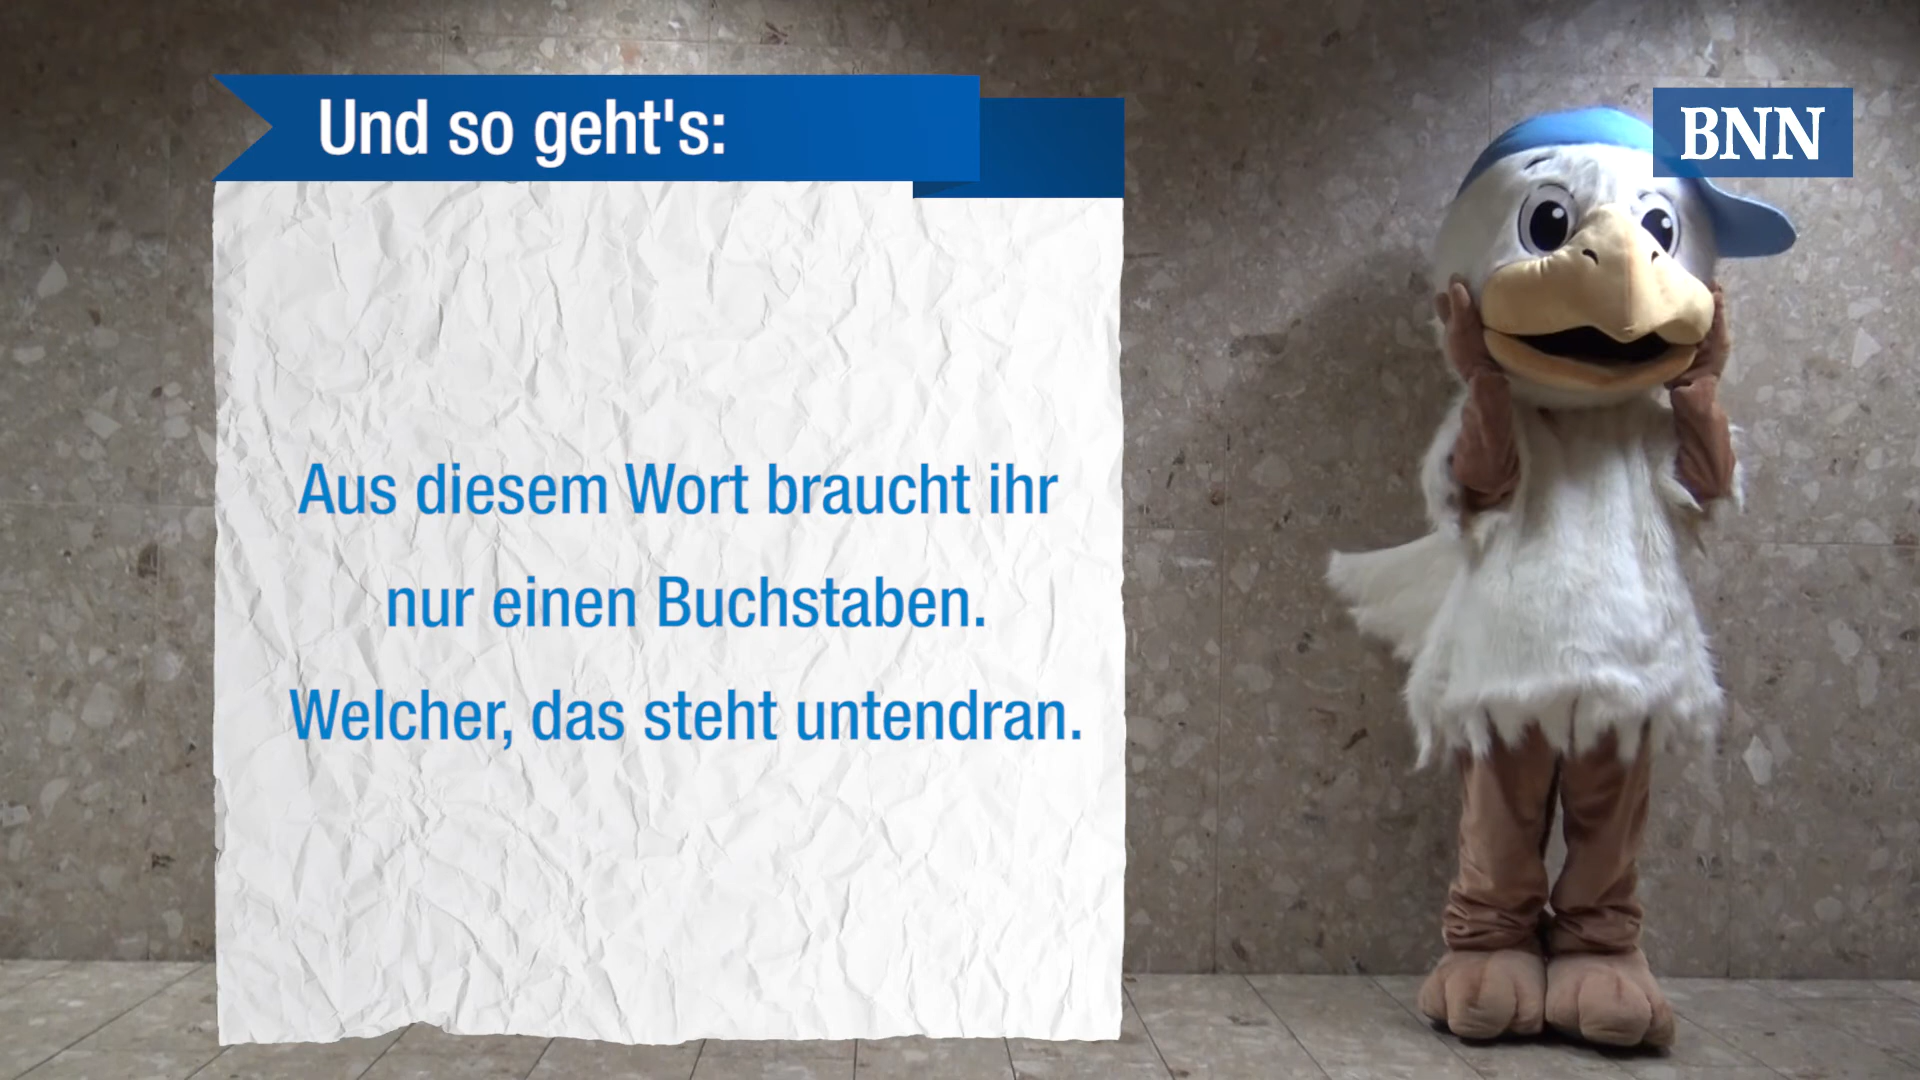 Und so geht's:
BNN
Aus diesem Wort braucht ihr
nur einen Buchstaben.
Welcher, das steht untendran.